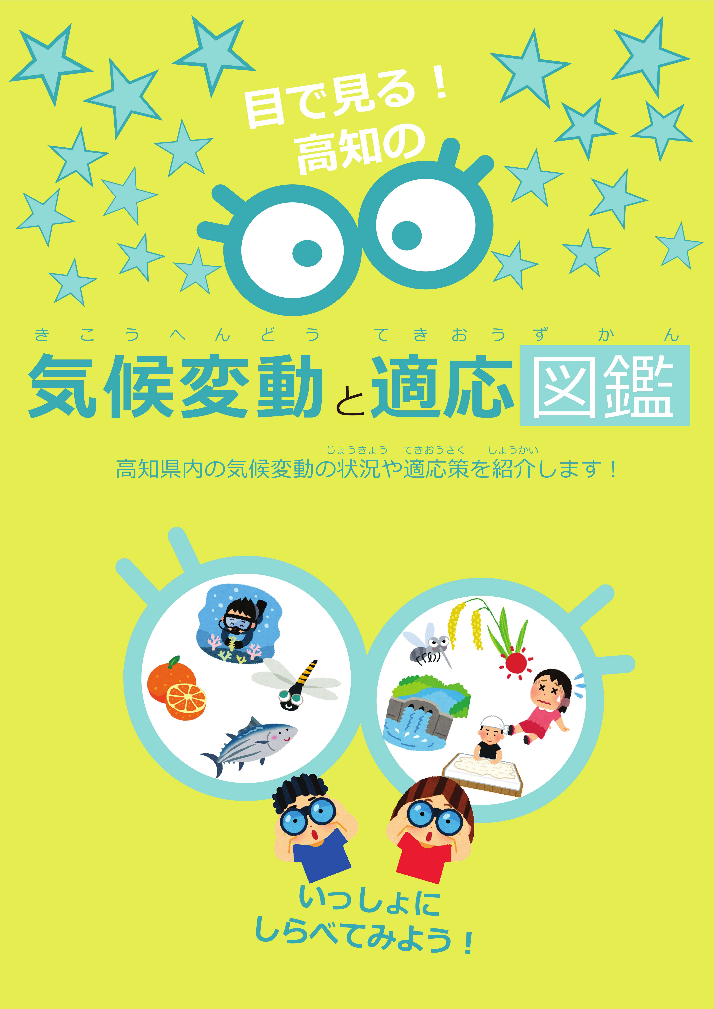 目で見る！
高知の
きこうへんどう てきおうずかん
気候変動と適応図鑑
じょうきょう てきおうさく しょうかい
高知県内の気候変動の状況や適応策を紹介します！
いっしょに
しらべてみよう！